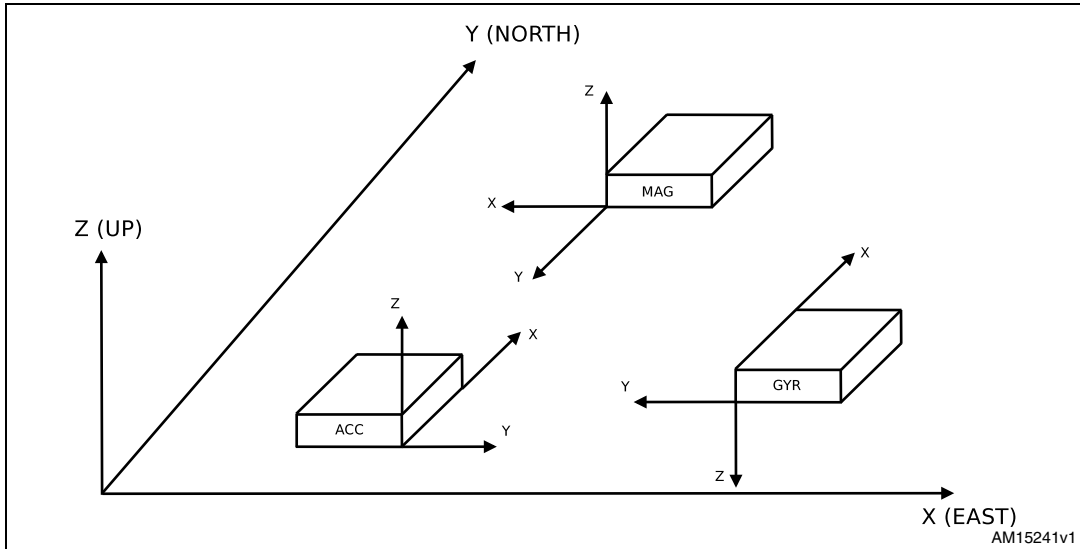 Y (NORTH)
Z
MAG
X
Z (UP)
Y
X
Z
X
GYR
Y
ACC
Y
Z
X (EAST)
AM15241v1